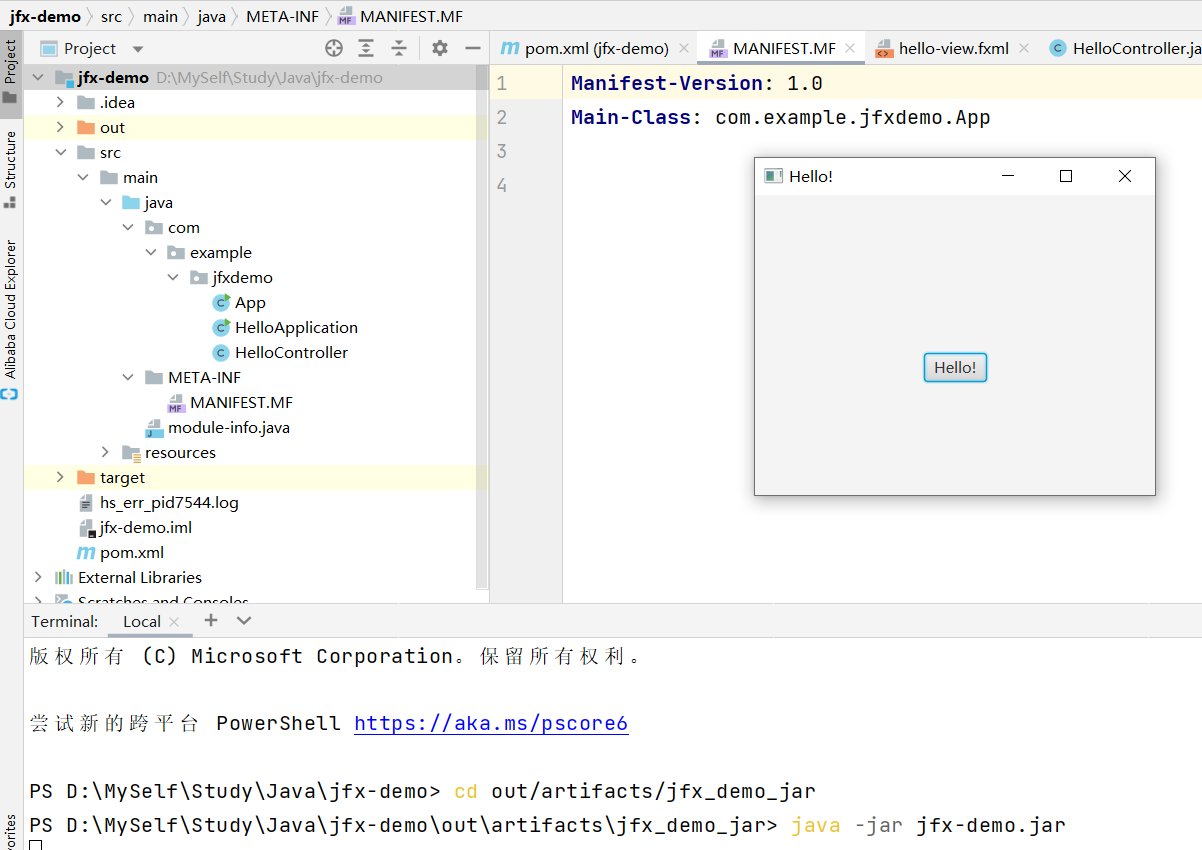 jfx-demo src main java META-INF MANIFEST.MF
Project
pom.xml (jfx-demo) MANIFEST.MF hello-view.fxml HelloController.ja
Project
Structure
Alibaba Cloud Explorer
jfx-demo D:\MySelf\Study\Java\jfx-demo
.idea
out
src
main
java
com
example
jfxdemo
App
HelloApplication
HelloController
META-INF
MANIFEST.MF
module-info.java
resources
target
hs_err_pid7544.log
jfx-demo.iml
pom.xml
External Libraries
Scratches and Consoles
1 Manifest-Version: 1.0
2 Main-Class: com.example.jfxdemo.App
3
4
Hello!
Hello!
Terminal: Local
版权所有 (C) Microsoft Corporation。保留所有权利。
尝试新的跨平台 PowerShell https://aka.ms/pscore6
PS D:\MySelf\Study\Java\jfx-demo> cd out/artifacts/jfx_demo_jar
PS D:\MySelf\Study\Java\jfx-demo\out\artifacts\jfx_demo_jar> java -jar jfx-demo.jar
orites